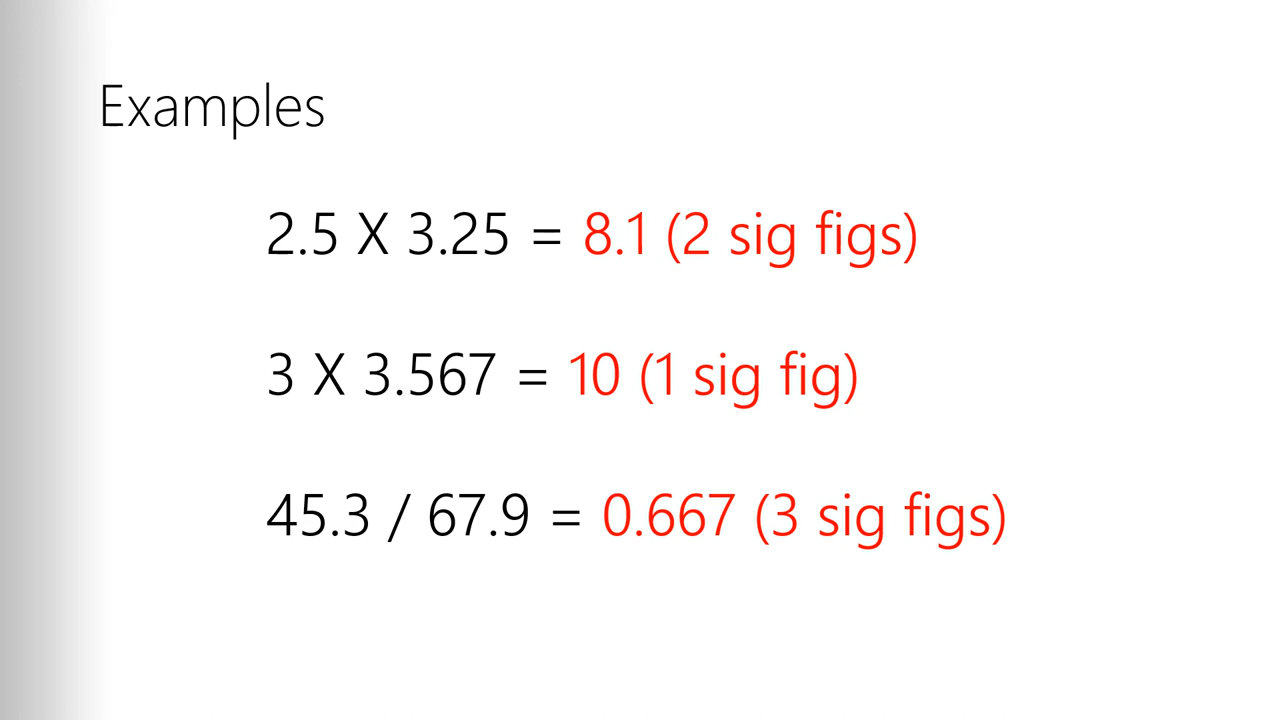 Examples
2.5 X 3.25 = 8.1 (2 sig figs)
3 X 3.567 = 10 (1 sig fig)
45.3 / 67.9 = 0.667 (3 sig figs)